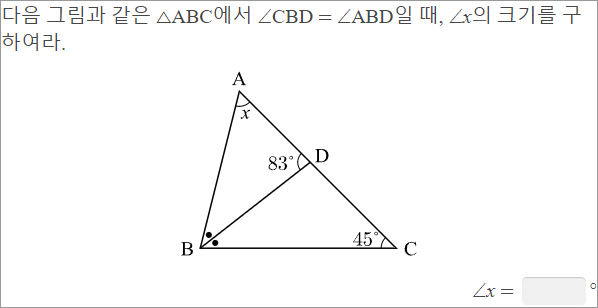 다음 그림과 같은 △ABC에서 ∠CBD = ∠ABD일 때, ∠x의 크기를 구
하여라.
A
x
83°
D
B
45°
C
∠x = °